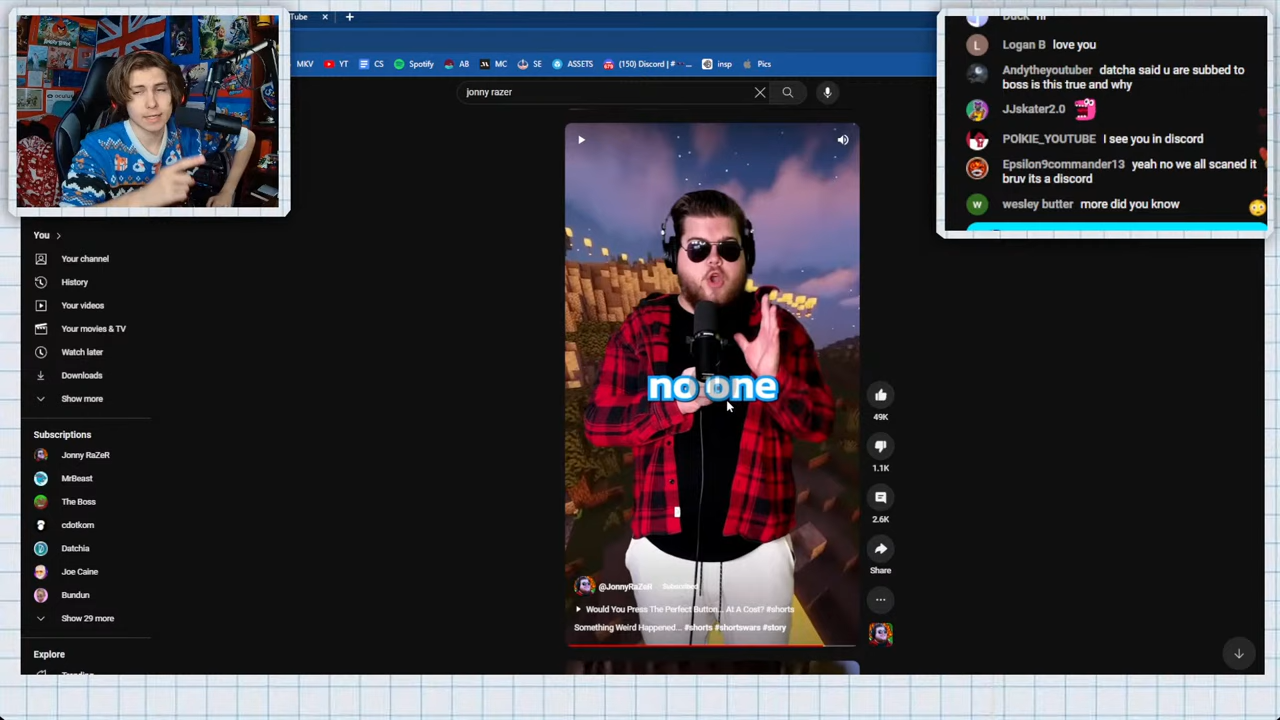 Tube
MKV YT CS Spotify AB MC SE ASSETS (150) Discord | # insp Pics
jonny razer
You
Your channel
History
Your videos
Your movies & TV
Watch later
Downloads
Show more
Subscriptions
Jonny RaZeR
MrBeast
The Boss
cdotkom
Datchia
Joe Caine
Bundun
Show 29 more
Explore
no one
@JonnyRaZeR Subscribed
Would You Press The Perfect Button... At A Cost? #shorts
Something Weird Happened... #shorts #shortswars #story
49K
1.1K
2.6K
Share
Logan B love you
Andytheyoutuber datcha said u are subbed to
boss is this true and why
JJskater2.0
POlKIE_YOUTUBE I see you in discord
Epsilon9commander13 yeah no we all scaned it
bruv its a discord
wesley butter more did you know